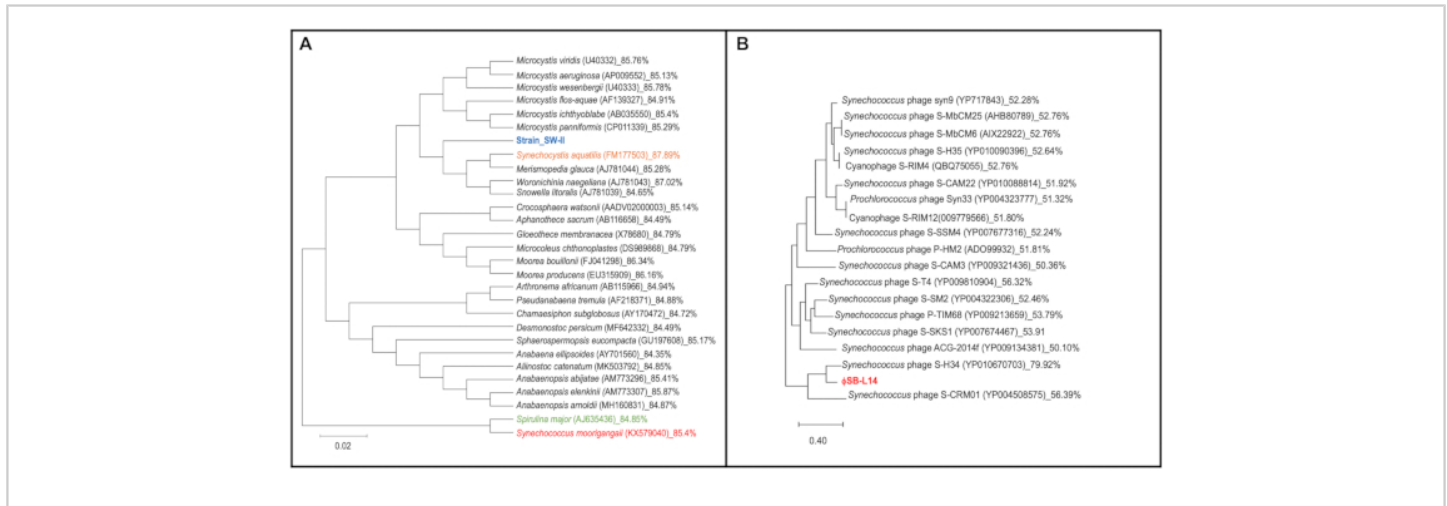 A
Microcystis viridis (U40332)_85.76%
Microcystis aeruginosa (AP009552)_85.13%
Microcystis wesenbergii (U40333)_85.78%
Microcystis flos-aquae (AF139327)_84.91%
Microcystis ichthyoblabe (AB035550)_85.4%
Microcystis panniformis (CP011339)_85.29%
Strain_SW-II
Synechocystis aquatilis (FM177503)_87.89%
Merismopedia glauca (AJ781044)_85.28%
Woronichinia naegeliana (AJ781043)_87.02%
Snowella litoralis (AJ781039)_84.65%
Crocosphaera watsonii (AADV02000003)_85.14%
Aphanothece sacrum (AB116658)_84.49%
Gloeothece membranacea (X78680)_84.79%
Microcoleus chthonoplastes (DS989868)_84.79%
Moorea bouillonii (FJ041298)_86.34%
Moorea producens (EU315909)_86.16%
Arthronema africanum (AB115966)_84.94%
Pseudanabaena tremula (AF218371)_84.88%
Chamaesiphon subglobosus (AY170472)_84.72%
Desmonostoc persicum (MF642332)_84.49%
Sphaerospermopsis eucompacta (GU197608)_85.17%
Anabaena ellipsoides (AY701560)_84.35%
Allinostoc catenatum (MK503792)_84.85%
Anabaenopsis abijatae (AM773296)_85.41%
Anabaenopsis elenkinii (AM773307)_85.87%
Anabaenopsis arnoldii (MH160831)_84.87%
Spirulina major (AJ635436)_84.85%
Synechococcus moorigangaii (KX579040)_85.4%
0.02
B
Synechococcus phage syn9 (YP717843)_52.28%
Synechococcus phage S-MbCM25 (AHB80789)_52.76%
Synechococcus phage S-MbCM6 (AIX22922)_52.76%
Synechococcus phage S-H35 (YP010090396)_52.64%
Cyanophage S-RIM4 (QBQ75055)_52.76%
Synechococcus phage S-CAM22 (YP010088814)_51.92%
Prochlorococcus phage Syn33 (YP004323777)_51.32%
Cyanophage S-RIM12(009779566)_51.80%
Synechococcus phage S-SSM4 (YP007677316)_52.24%
Prochlorococcus phage P-HM2 (ADO99932)_51.81%
Synechococcus phage S-CAM3 (YP009321436)_50.36%
Synechococcus phage S-T4 (YP009810904)_56.32%
Synechococcus phage S-SM2 (YP004322306)_52.46%
Synechococcus phage P-TIM68 (YP009213659)_53.79%
Synechococcus phage S-SKS1 (YP007674467)_53.91
Synechococcus phage ACG-2014f (YP009134381)_50.10%
Synechococcus phage S-H34 (YP010670703)_79.92%
ϕSB-L14
Synechococcus phage S-CRM01 (YP004508575)_56.39%
0.40